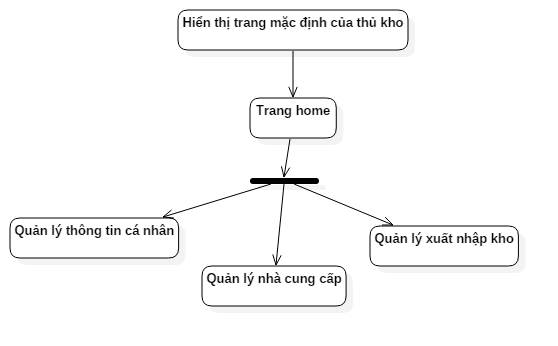 Hiển thị trang mặc định của thủ kho
Trang home
Quản lý thông tin cá nhân
Quản lý xuất nhập kho
Quản lý nhà cung cấp